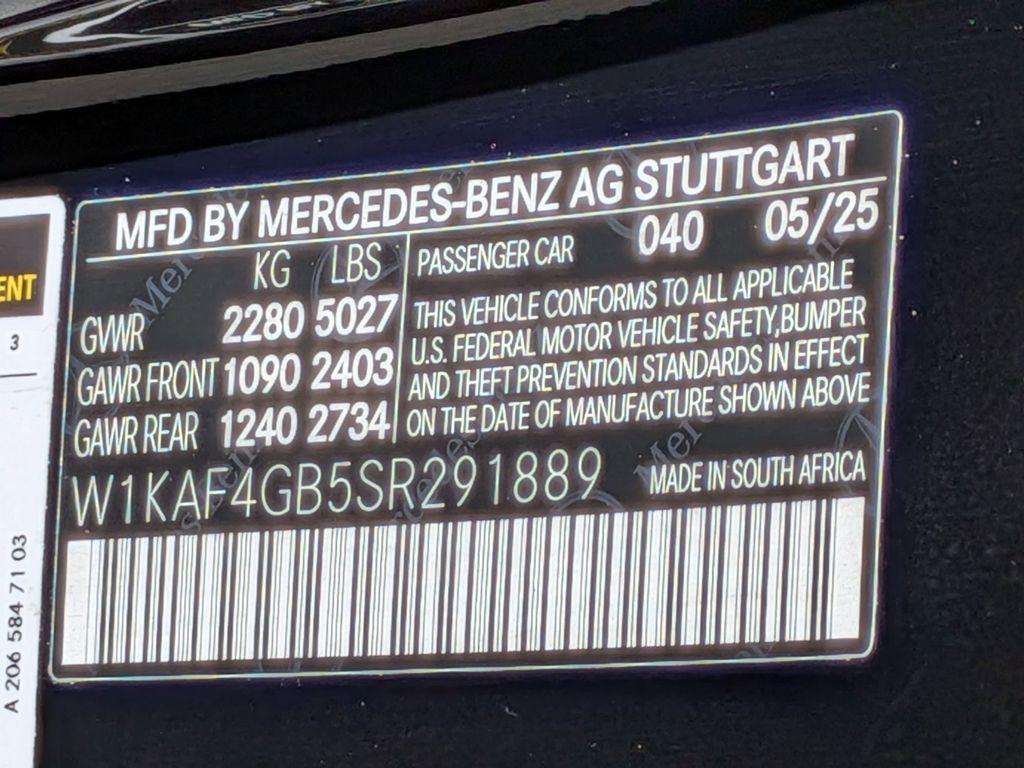 MFD BY MERCEDES-BENZ AG STUTTGART
KG LBS
GVWR 2280 5027
GAWR FRONT 1090 2403
GAWR REAR 1240 2734
PASSENGER CAR 040 05/25
THIS VEHICLE CONFORMS TO ALL APPLICABLE
U.S. FEDERAL MOTOR VEHICLE SAFETY, BUMPER
AND THEFT PREVENTION STANDARDS IN EFFECT
ON THE DATE OF MANUFACTURE SHOWN ABOVE
W1KAF4GB5SR291889
MADE IN SOUTH AFRICA
ENT
3
A 206 584 71 03